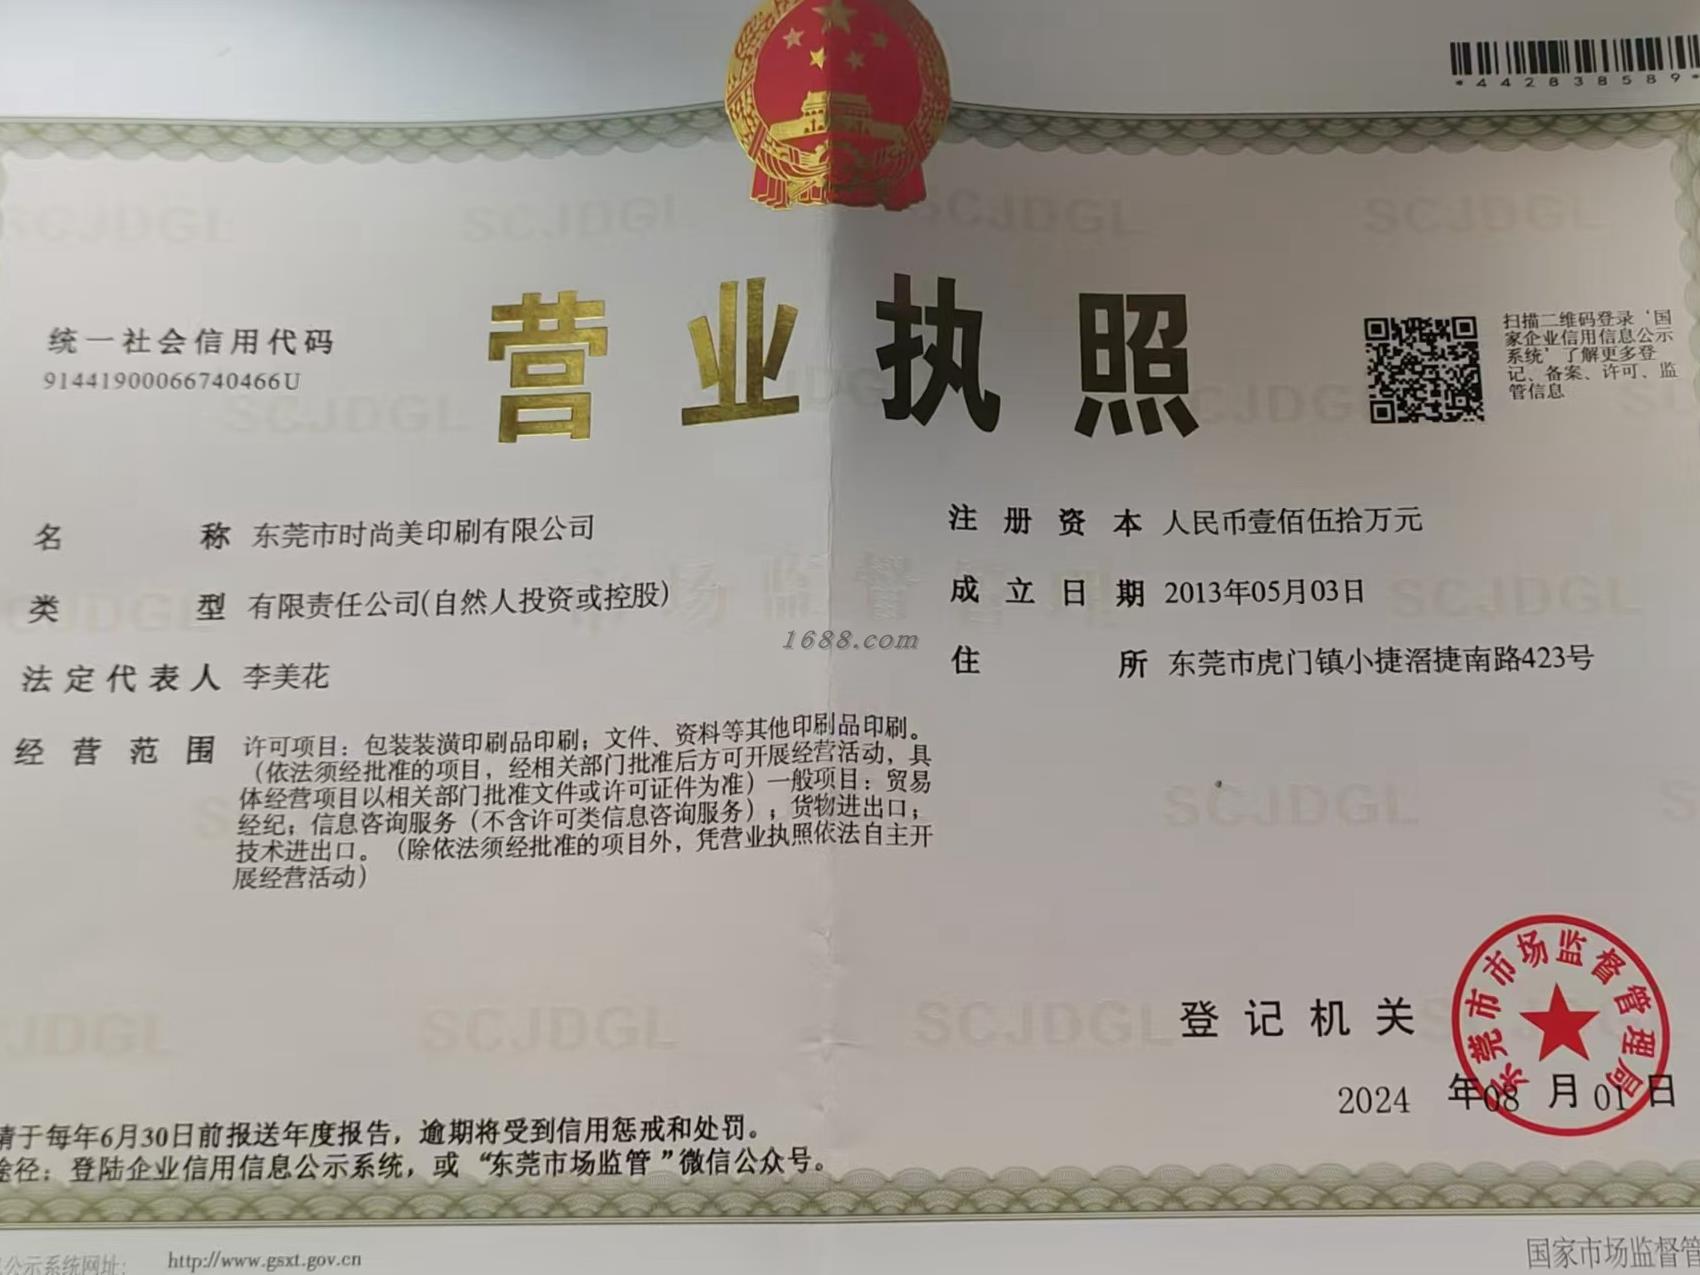 *442838589*
营业执照
统一社会信用代码
91441900066740466U
扫描二维码登录‘国
家企业信用信息公示
系统’了解更多登
记、备案、许可、监
管信息
名称 东莞市时尚美印刷有限公司
类型 有限责任公司(自然人投资或控股)
法定代表人 李美花
经营范围 许可项目：包装装潢印刷品印刷；文件、资料等其他印刷品印刷。
（依法须经批准的项目，经相关部门批准后方可开展经营活动，具
体经营项目以相关部门批准文件或许可证件为准）一般项目：贸易
经纪；信息咨询服务（不含许可类信息咨询服务）；货物进出口；
技术进出口。（除依法须经批准的项目外，凭营业执照依法自主开
展经营活动）
注册资本 人民币壹佰伍拾万元
成立日期 2013年05月03日
住所 东莞市虎门镇小捷滘捷南路423号
1688.com
市场监督管理
SCJDGL
登记机关
东莞市市场监督管理局
2024 年08 月 01日
请于每年6月30日前报送年度报告，逾期将受到信用惩戒和处罚。
途径：登陆企业信用信息公示系统，或“东莞市场监管”微信公众号。
公示系统网址： http://www.gsxt.gov.cn
国家市场监督管